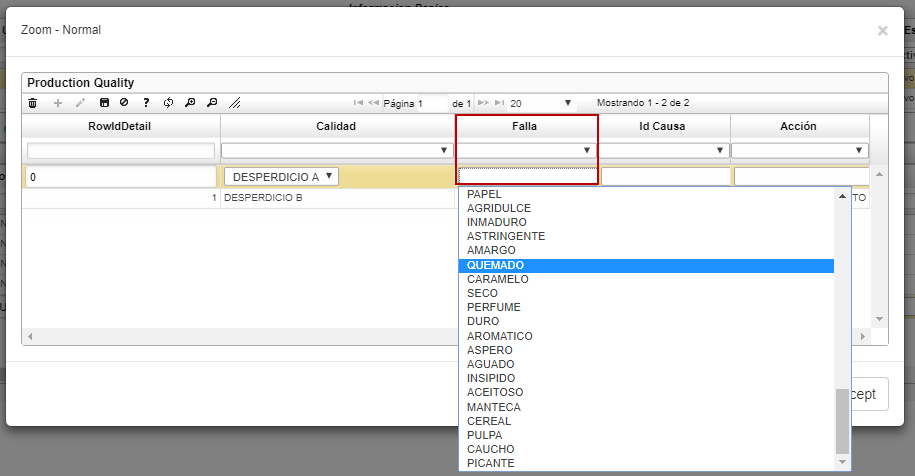 Informacion Basica
Zoom - Normal ×
Production Quality
Página 1 de 1 20 Mostrando 1 - 2 de 2
RowIdDetail Calidad Falla Id Causa Acción
0 DESPERDICIO A
1 DESPERDICIO B TO
PAPEL
AGRIDULCE
INMADURO
ASTRINGENTE
AMARGO
QUEMADO
CARAMELO
SECO
PERFUME
DURO
AROMATICO
ASPERO
AGUADO
INSIPIDO
ACEITOSO
MANTECA
CEREAL
PULPA
CAUCHO
PICANTE
cept